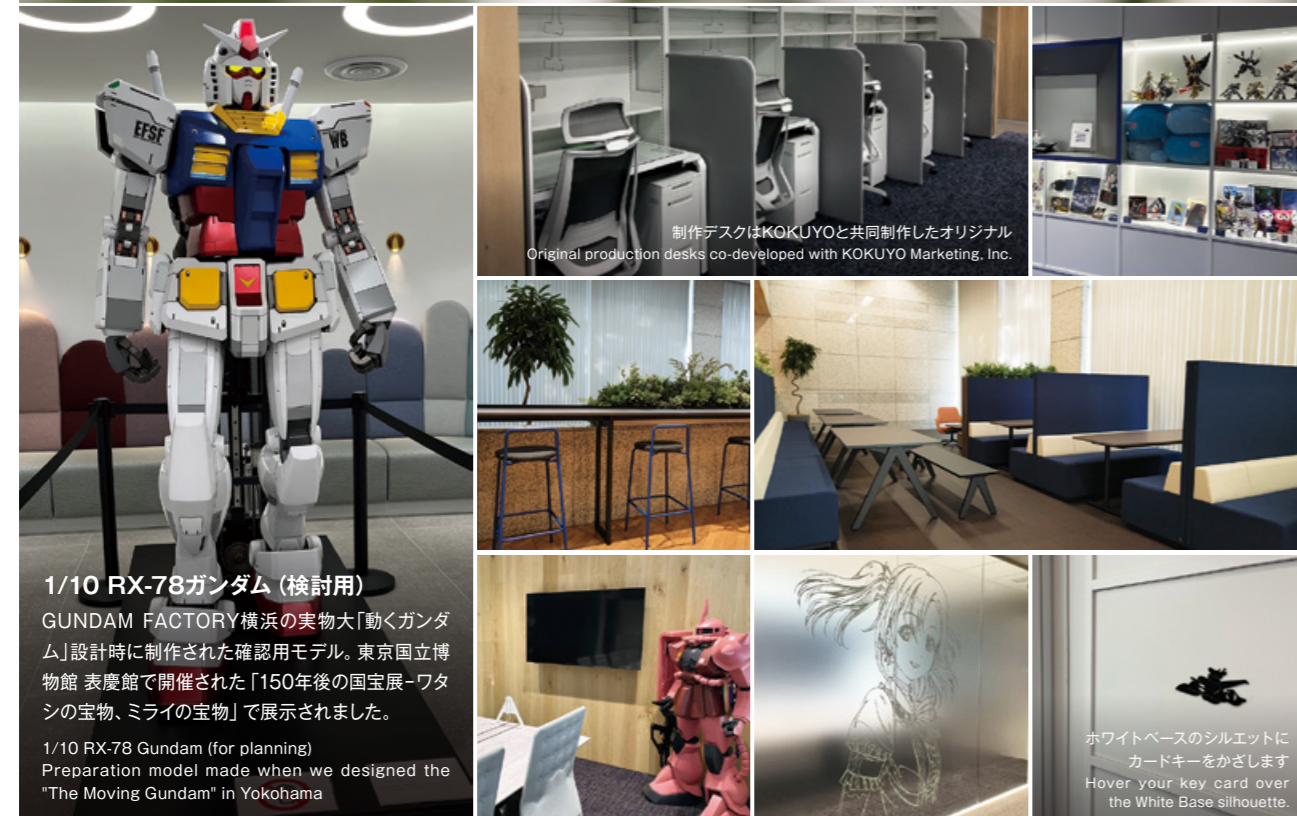 EFSF
WB
制作デスクはKOKUYOと共同制作したオリジナル
Original production desks co-developed with KOKUYO Marketing, Inc.
1/10 RX-78ガンダム（検討用）
GUNDAM FACTORY横浜の実物大「動くガンダ
ム」設計時に制作された確認用モデル。東京国立博
物館 表慶館で開催された「150年後の国宝展−ワタ
シの宝物、ミライの宝物」で展示されました。
1/10 RX-78 Gundam (for planning)
Preparation model made when we designed the
"The Moving Gundam" in Yokohama
ホワイトベースのシルエットに
カードキーをかざします
Hover your key card over
the White Base silhouette.